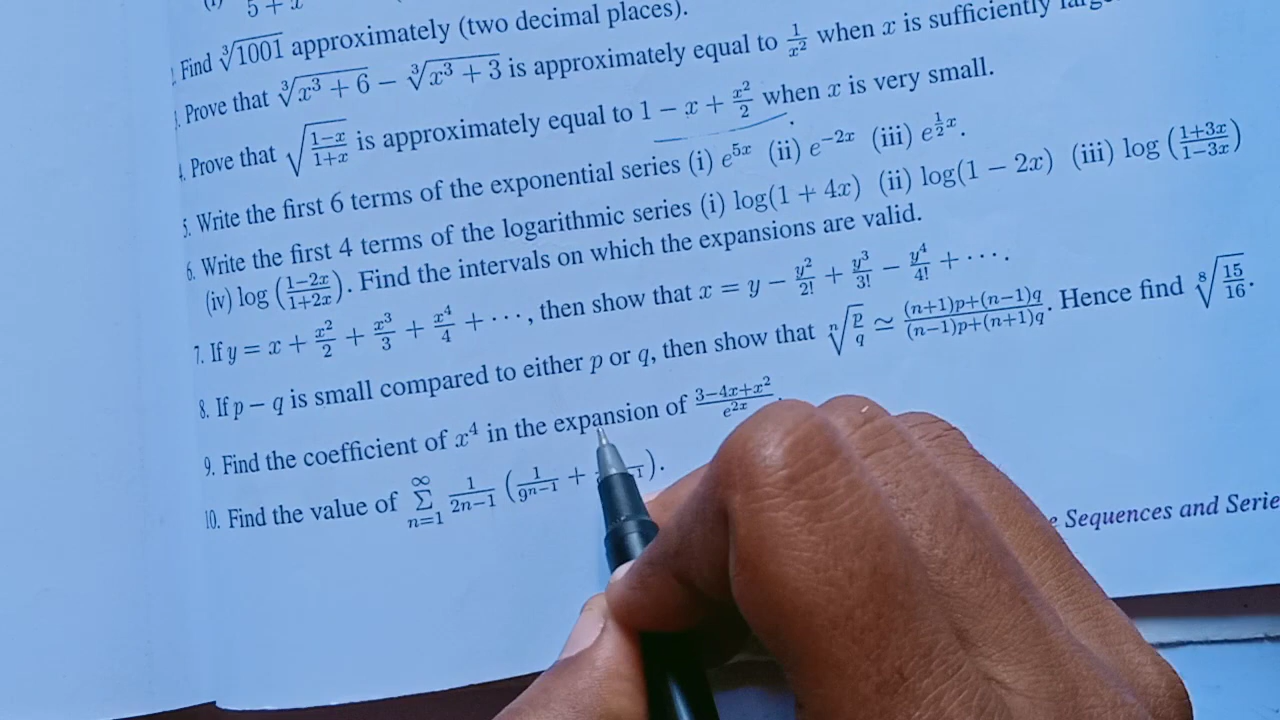 5 + x
Find ∛1001 approximately (two decimal places).
Prove that ∛(x³ + 6) − ∛(x³ + 3) is approximately equal to 1/x² when x is sufficiently
4. Prove that √((1−x)/(1+x)) is approximately equal to 1 − x + x²/2 when x is very small.
5. Write the first 6 terms of the exponential series (i) e^{5x} (ii) e^{−2x} (iii) e^{½x}.
6. Write the first 4 terms of the logarithmic series (i) log(1 + 4x) (ii) log(1 − 2x) (iii) log ((1+3x)/(1−3x))
(iv) log ((1−2x)/(1+2x)). Find the intervals on which the expansions are valid.
7. If y = x + x²/2 + x³/3 + x⁴/4 + ⋯, then show that x = y − y²/2! + y³/3! − y⁴/4! + ⋯.
8. If p − q is small compared to either p or q, then show that ⁿ√(p/q) ≃ ((n+1)p+(n−1)q)/((n−1)p+(n+1)q). Hence find ⁸√(15/16).
9. Find the coefficient of x⁴ in the expansion of (3−4x+x²)/e^{2x}.
10. Find the value of ∑_{n=1}^{∞} 1/(2n−1) (1/9^{n−1} + ).
Sequences and Serie